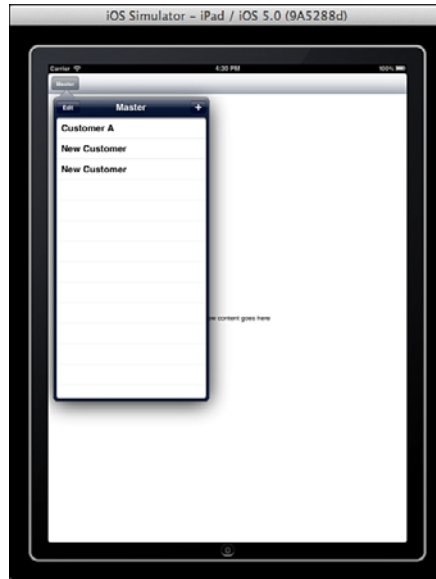 iOS Simulator – iPad / iOS 5.0 (9A5288d)
Carrier 4:30 PM 100%
Master
Edit Master +
Customer A
New Customer
New Customer
content goes here